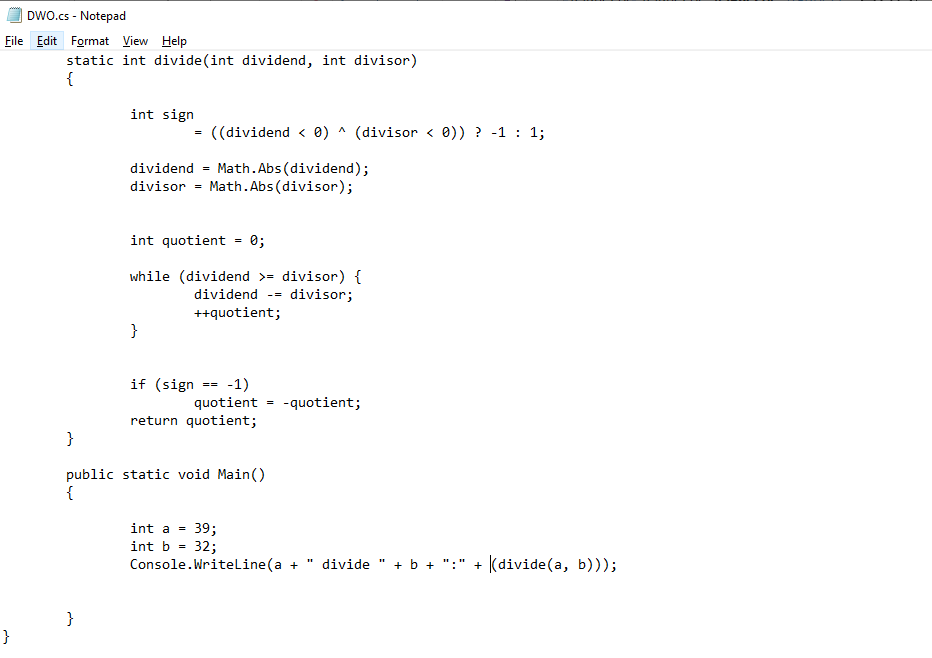 DWO.cs - Notepad
File Edit Format View Help
static int divide(int dividend, int divisor)
{
int sign
= ((dividend < 0) ^ (divisor < 0)) ? -1 : 1;
dividend = Math.Abs(dividend);
divisor = Math.Abs(divisor);
int quotient = 0;
while (dividend >= divisor) {
dividend -= divisor;
++quotient;
}
if (sign == -1)
quotient = -quotient;
return quotient;
}
public static void Main()
{
int a = 39;
int b = 32;
Console.WriteLine(a + " divide " + b + ":" + (divide(a, b)));
}
}